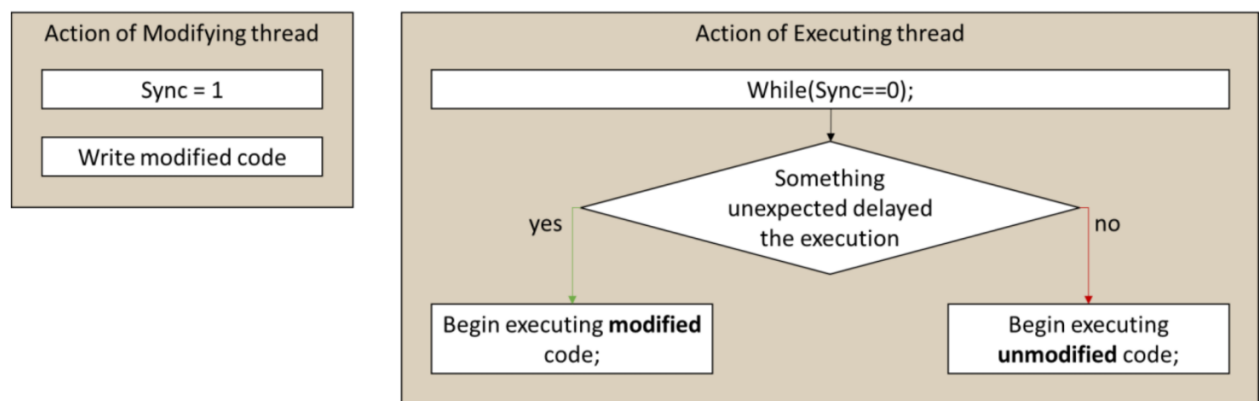 Action of Modifying thread
Sync = 1
Write modified code
Action of Executing thread
While(Sync==0);
Something
unexpected delayed
the execution
yes
no
Begin executing modified
code;
Begin executing
unmodified code;